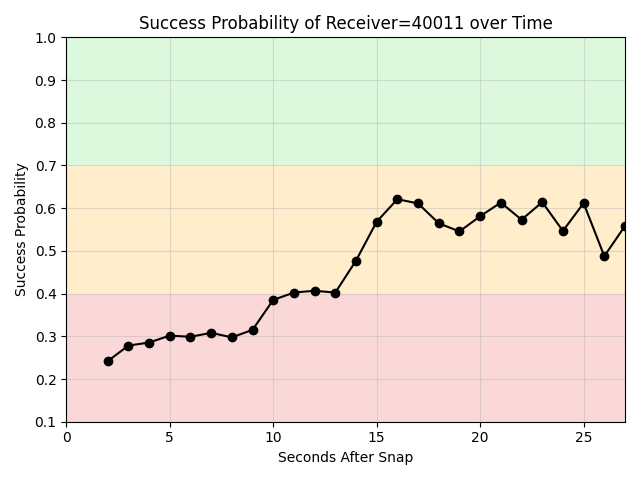 Success Probability of Receiver=40011 over Time
1.0
0.9
0.8
0.7
0.6
0.5
0.4
0.3
0.2
0.1
Success Probability
0 5 10 15 20 25
Seconds After Snap